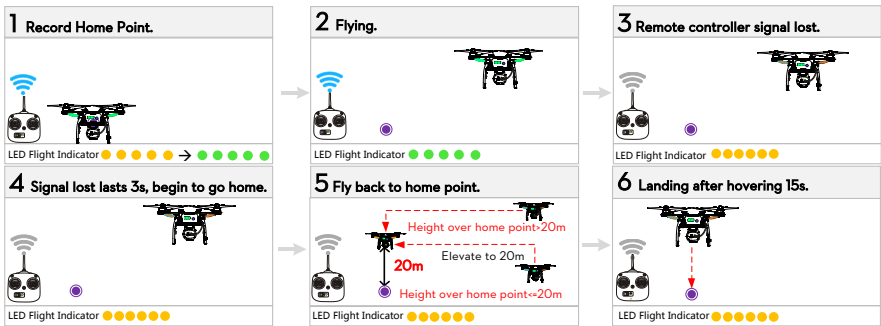 1 Record Home Point.
LED Flight Indicator
2 Flying.
LED Flight Indicator
3 Remote controller signal lost.
LED Flight Indicator
4 Signal lost lasts 3s, begin to go home.
LED Flight Indicator
5 Fly back to home point.
Height over home point>20m
Elevate to 20m
20m
Height over home point<=20m
LED Flight Indicator
6 Landing after hovering 15s.
LED Flight Indicator